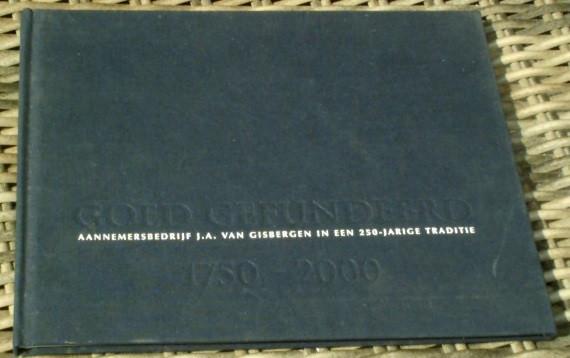 GOED GEFUNDEERD
AANNEMERSBEDRIJF J.A. VAN GISBERGEN IN EEN 250-JARIGE TRADITIE
1750 - 2000